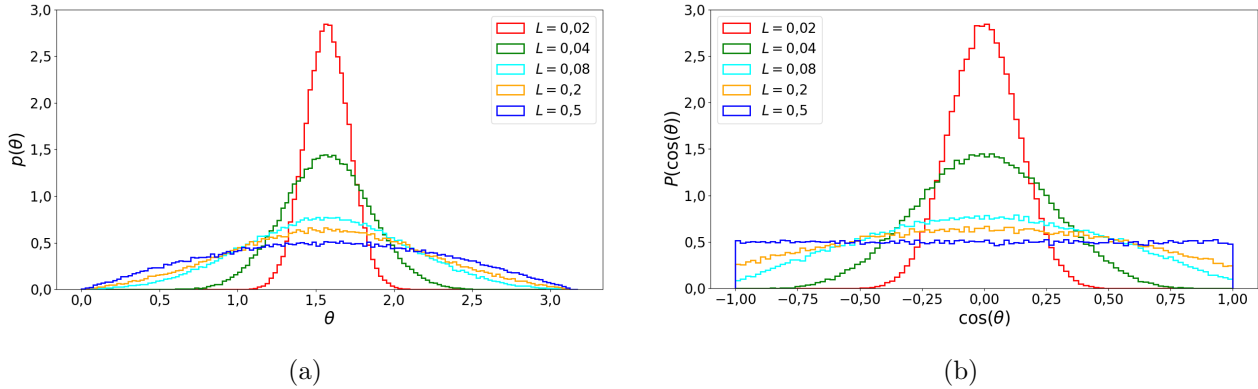 3,0
2,5
2,0
1,5
1,0
0,5
0,0
p(θ)
L = 0,02
L = 0,04
L = 0,08
L = 0,2
L = 0,5
0,0 0,5 1,0 1,5 2,0 2,5 3,0
θ
(a)
3,0
2,5
2,0
1,5
1,0
0,5
0,0
P(cos(θ))
L = 0,02
L = 0,04
L = 0,08
L = 0,2
L = 0,5
−1,00 −0,75 −0,50 −0,25 0,00 0,25 0,50 0,75 1,00
cos(θ)
(b)